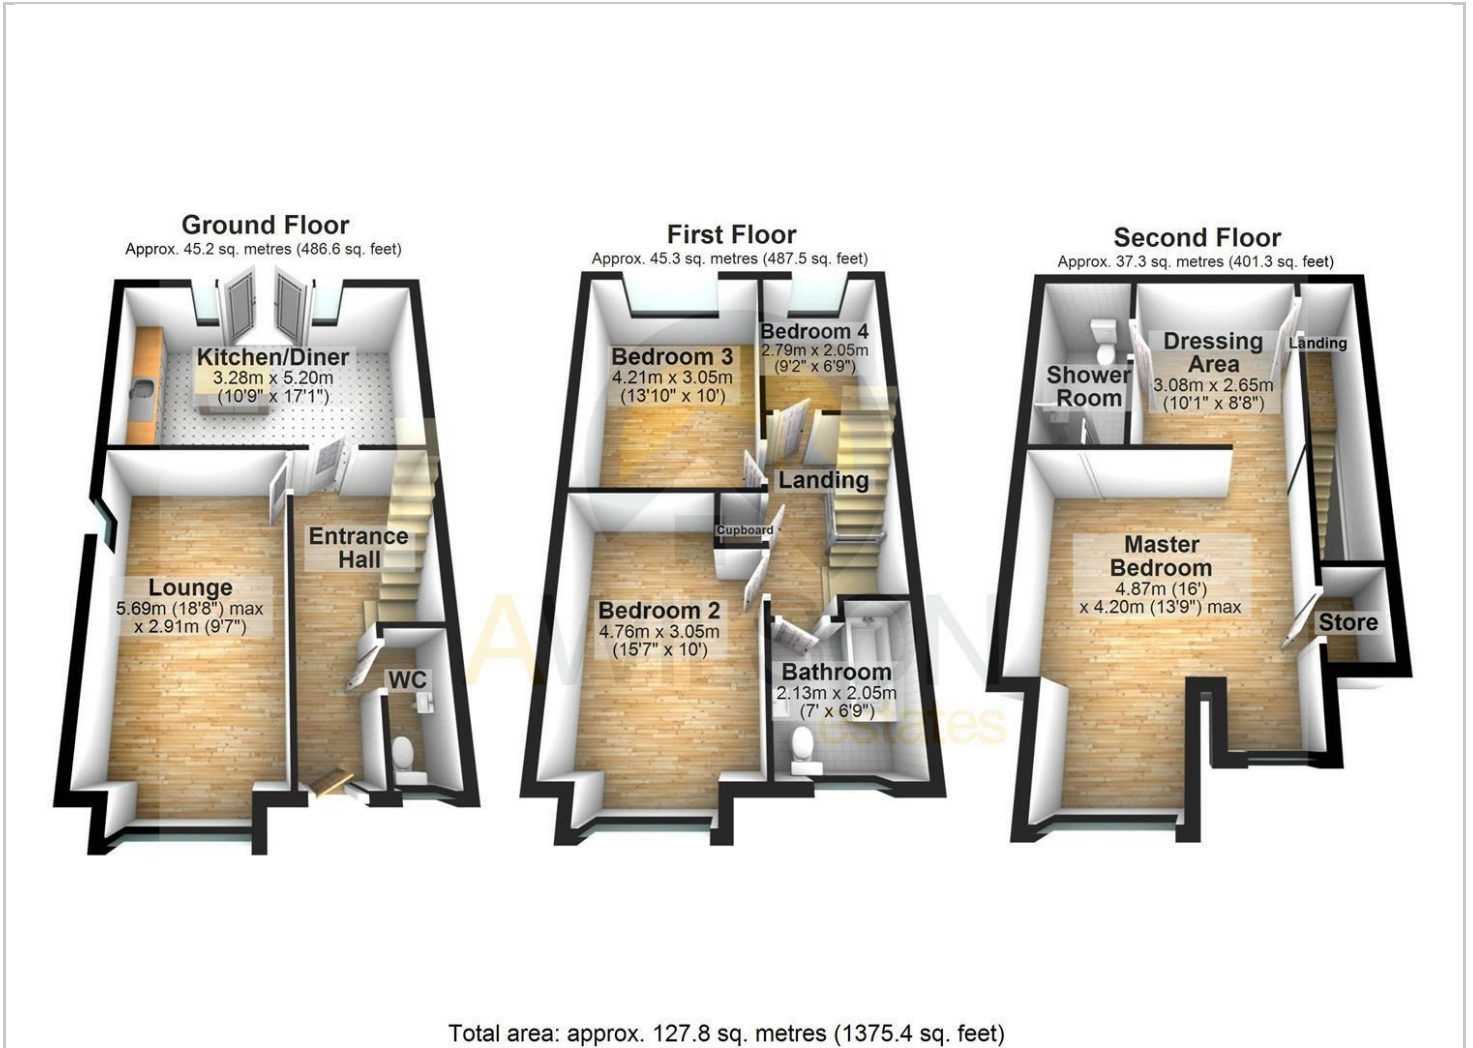 Ground Floor
Approx. 45.2 sq. metres (486.6 sq. feet)
Kitchen/Diner
3.28m x 5.20m
(10'9" x 17'1")
Entrance
Hall
Lounge
5.69m (18'8") max
x 2.91m (9'7")
WC
First Floor
Approx. 45.3 sq. metres (487.5 sq. feet)
Bedroom 4
2.79m x 2.05m
(9'2" x 6'9")
Bedroom 3
4.21m x 3.05m
(13'10" x 10')
Landing
Cupboard
Bedroom 2
4.76m x 3.05m
(15'7" x 10')
Bathroom
2.13m x 2.05m
(7' x 6'9")
estates
Second Floor
Approx. 37.3 sq. metres (401.3 sq. feet)
Dressing
Area
3.08m x 2.65m
(10'1" x 8'8")
Landing
Shower
Room
Master
Bedroom
4.87m (16')
x 4.20m (13'9") max
Store
Total area: approx. 127.8 sq. metres (1375.4 sq. feet)